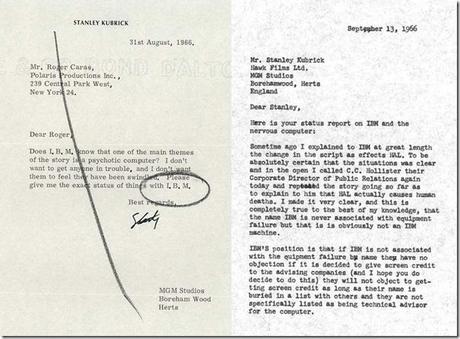 STANLEY KUBRICK
31st August, 1966.
Mr. Roger Caras,
Polaris Productions Inc.,
239 Central Park West,
New York 24.
Dear Roger,
Does I, B, M, know that one of the main themes
of the story is a psychotic computer? I don't
want to get anyone in trouble, and I don't want
them to feel they have been swindled. Please
give me the exact status of things with I, B, M.
Best regards,
MGM Studios
Boreham Wood
Herts
September 13, 1966
Mr. Stanley Kubrick
Hawk Films Ltd.
MGM Studios
Borehamwood, Herts
England
Dear Stanley,
Here is your status report on IBM and the
nervous computer:
Sometime ago I explained to IBM at great length
the change in the script as effects HAL. To be
absolutely certain that the situation was clear
and in the open I called C.C. Hollister their
Corporate Director of Public Relations again
today and repeated the story going so far as
to explain to him that HAL actually causes human
deaths. I made it very clear, and this is
completely true to the best of my knowledge, that
the name IBM is never associated with equipment
failure but that is is obviously not an IBM
machine.
IBM'S position is that if IBM is not associated
with the quipment failure by name they have no
objection if it is decided to give screen credit
to the advising companies (and I hope you do
decide to do this) they will not object to get-
ting screen credit as long as their name is
buried in a list with others and they are not
specifically listed as being technical advisor
for the computer.